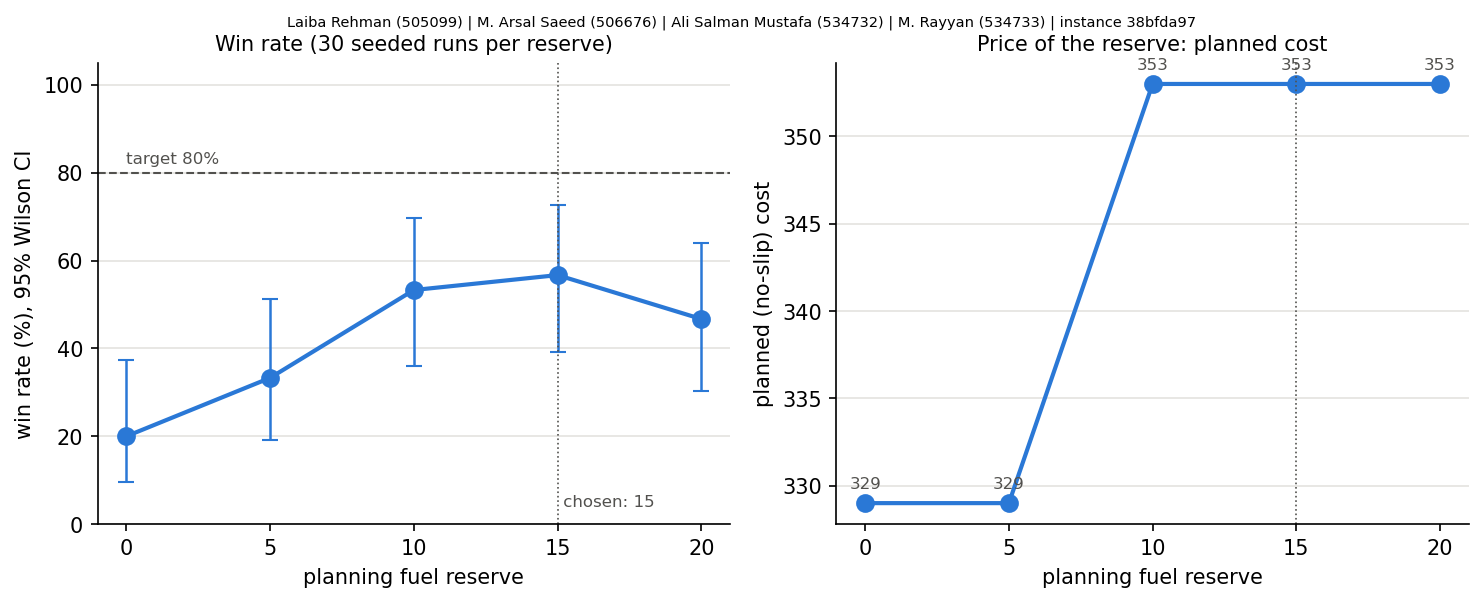 Laiba Rehman (505099) | M. Arsal Saeed (506676) | Ali Salman Mustafa (534732) | M. Rayyan (534733) | instance 38bfda97
Win rate (30 seeded runs per reserve)
win rate (%), 95% Wilson CI
100
80
60
40
20
0
target 80%
chosen: 15
0 5 10 15 20
planning fuel reserve
Price of the reserve: planned cost
planned (no-slip) cost
350
345
340
335
330
353 353 353
329 329
0 5 10 15 20
planning fuel reserve